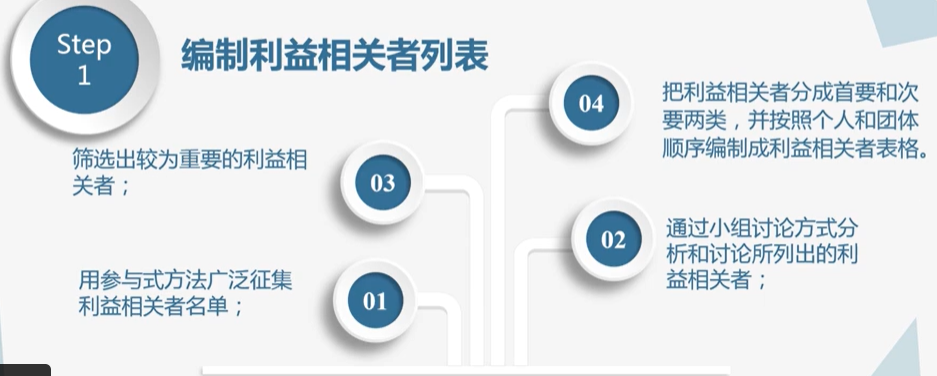 Step
1
编制利益相关者列表
04
把利益相关者分成首要和次
要两类，并按照个人和团体
顺序编制成利益相关者表格。
筛选出较为重要的利益相
关者；
03
02
通过小组讨论方式分
析和讨论所列出的利
益相关者；
用参与式方法广泛征集
利益相关者名单；
01